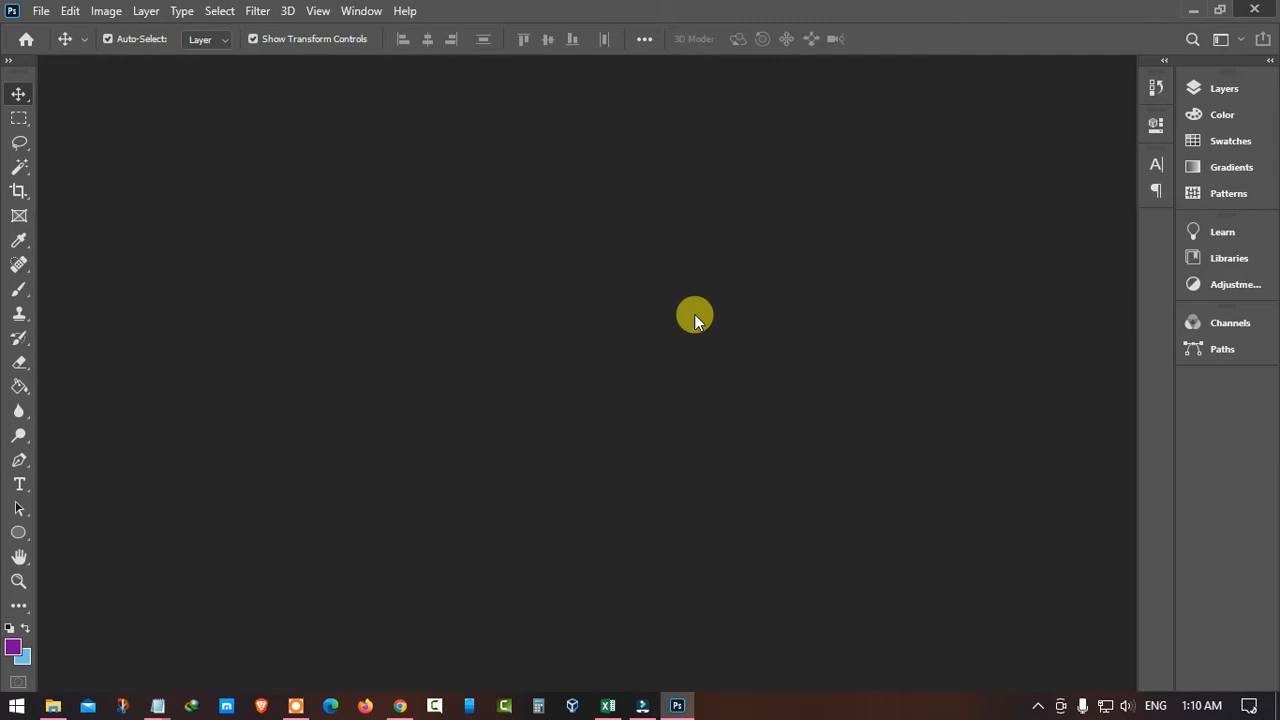 Ps File Edit Image Layer Type Select Filter 3D View Window Help
Auto-Select: Layer Show Transform Controls 3D Mode:
Layers
Color
Swatches
Gradients
Patterns
Learn
Libraries
Adjustme...
Channels
Paths
ENG 1:10 AM